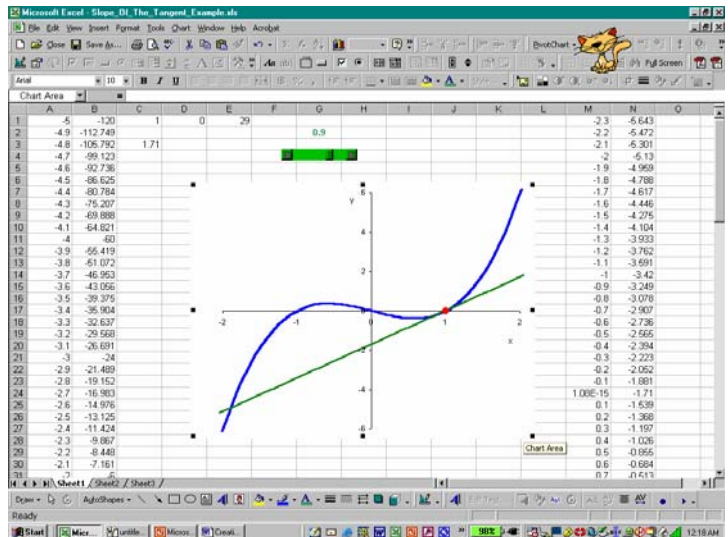 Microsoft Excel - Slope_Of_The_Tangent_Example.xls
File Edit View Insert Format Tools Chart Window Help Acrobat
Close Save As... PivotChart
Full Screen
Arial 10 B I U
Chart Area =
A B C D E F G H I J K L M N O
1 -5 -120 1 0 29 -2.3 -5.643
2 -4.9 -112.749 0.9 -2.2 -5.472
3 -4.8 -105.792 1.71 -2.1 -5.301
4 -4.7 -99.123 -2 -5.13
5 -4.6 -92.736 -1.9 -4.959
6 -4.5 -86.625 -1.8 -4.788
7 -4.4 -80.784 -1.7 -4.617
8 -4.3 -75.207 -1.6 -4.446
9 -4.2 -69.888 -1.5 -4.275
10 -4.1 -64.821 -1.4 -4.104
11 -4 -60 -1.3 -3.933
12 -3.9 -55.419 -1.2 -3.762
13 -3.8 -51.072 -1.1 -3.591
14 -3.7 -46.953 -1 -3.42
15 -3.6 -43.056 -0.9 -3.249
16 -3.5 -39.375 -0.8 -3.078
17 -3.4 -35.904 -0.7 -2.907
18 -3.3 -32.637 -0.6 -2.736
19 -3.2 -29.568 -0.5 -2.565
20 -3.1 -26.691 -0.4 -2.394
21 -3 -24 -0.3 -2.223
22 -2.9 -21.489 -0.2 -2.052
23 -2.8 -19.152 -0.1 -1.881
24 -2.7 -16.983 1.08E-15 -1.71
25 -2.6 -14.976 0.1 -1.539
26 -2.5 -13.125 0.2 -1.368
27 -2.4 -11.424 0.3 -1.197
28 -2.3 -9.867 0.4 -1.026
29 -2.2 -8.448 0.5 -0.855
30 -2.1 -7.161 0.6 -0.684
31 -2 -6 0.7 -0.513
y
6
4
2
-2 -1 0 1 2
x
-2
-4
-6
Chart Area
Sheet1 Sheet2 Sheet3
Draw AutoShapes
Ready
Start Micr... untitle... Micros... Creati... 98% 12:18 AM